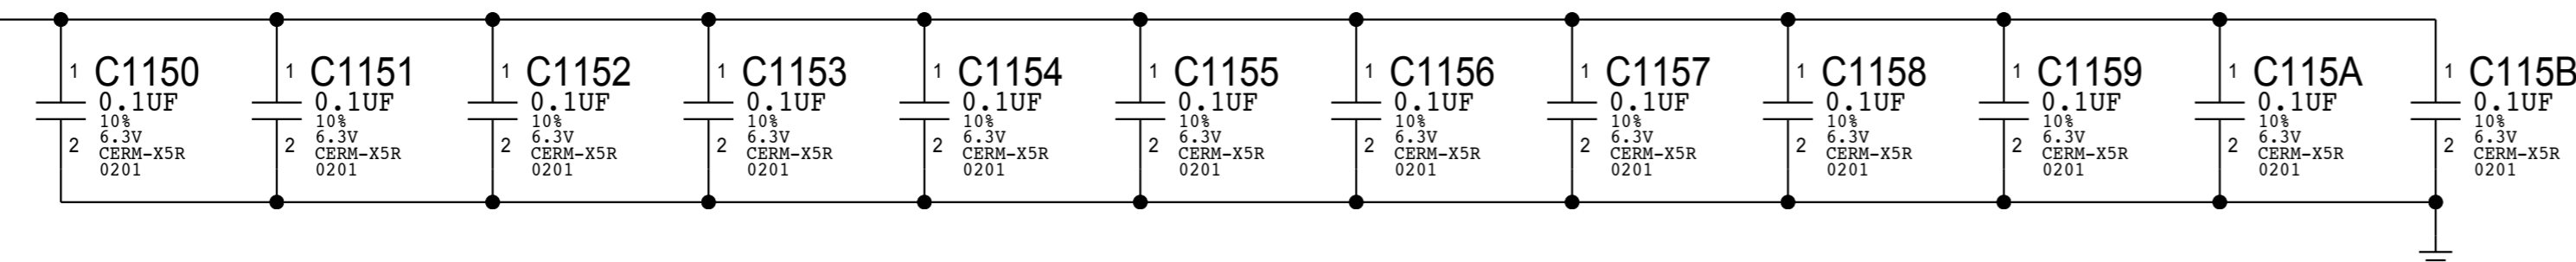 1 C1150
0.1UF
10%
6.3V
2 CERM-X5R
0201
1 C1151
0.1UF
10%
6.3V
2 CERM-X5R
0201
1 C1152
0.1UF
10%
6.3V
2 CERM-X5R
0201
1 C1153
0.1UF
10%
6.3V
2 CERM-X5R
0201
1 C1154
0.1UF
10%
6.3V
2 CERM-X5R
0201
1 C1155
0.1UF
10%
6.3V
2 CERM-X5R
0201
1 C1156
0.1UF
10%
6.3V
2 CERM-X5R
0201
1 C1157
0.1UF
10%
6.3V
2 CERM-X5R
0201
1 C1158
0.1UF
10%
6.3V
2 CERM-X5R
0201
1 C1159
0.1UF
10%
6.3V
2 CERM-X5R
0201
1 C115A
0.1UF
10%
6.3V
2 CERM-X5R
0201
1 C115B
0.1UF
10%
6.3V
2 CERM-X5R
0201